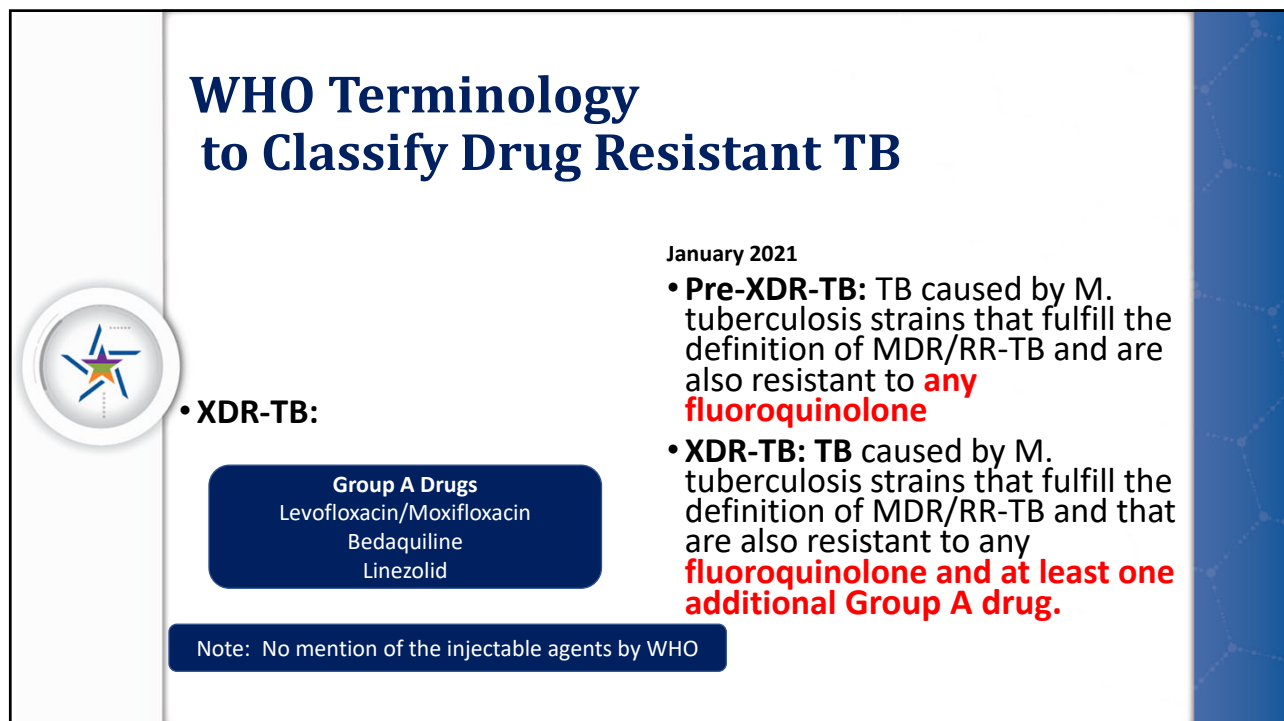 WHO Terminology
to Classify Drug Resistant TB
• XDR-TB:
Group A Drugs
Levofloxacin/Moxifloxacin
Bedaquiline
Linezolid
Note: No mention of the injectable agents by WHO
January 2021
• Pre-XDR-TB: TB caused by M.
tuberculosis strains that fulfill the
definition of MDR/RR-TB and are
also resistant to any
fluoroquinolone
• XDR-TB: TB caused by M.
tuberculosis strains that fulfill the
definition of MDR/RR-TB and that
are also resistant to any
fluoroquinolone and at least one
additional Group A drug.